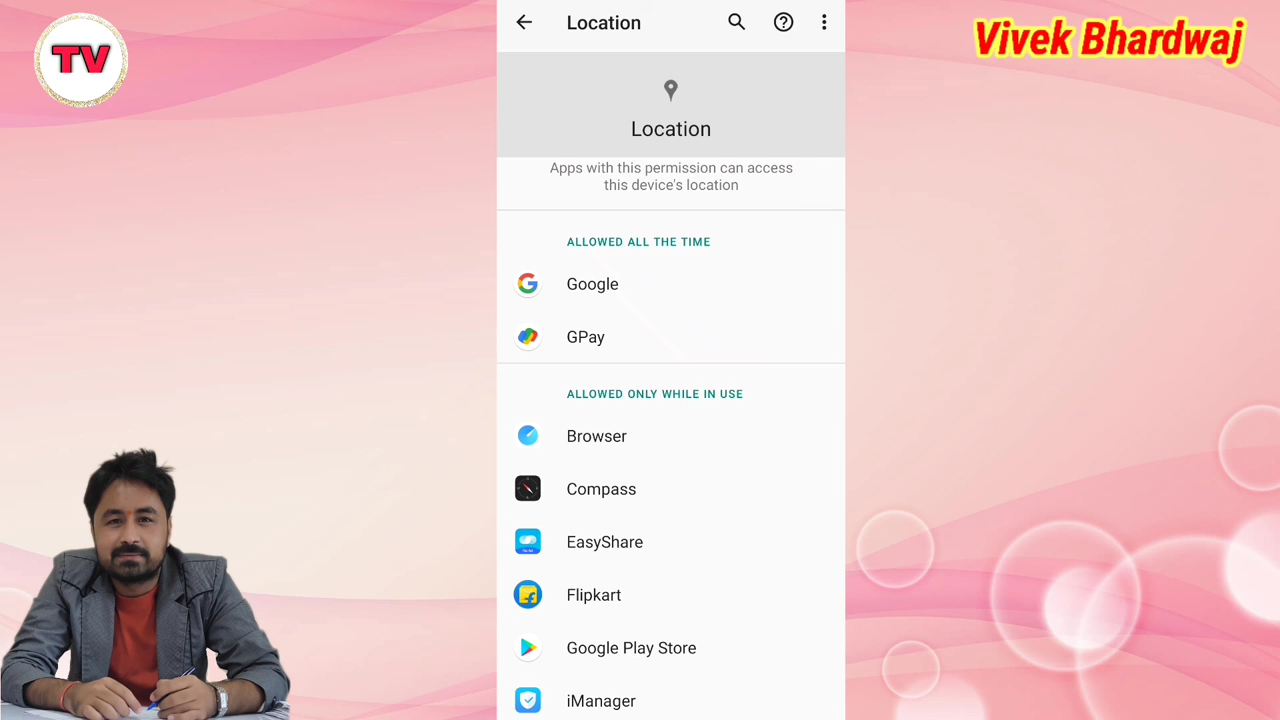 TV
Vivek Bhardwaj
Location
Location
Apps with this permission can access
this device's location
ALLOWED ALL THE TIME
Google
GPay
ALLOWED ONLY WHILE IN USE
Browser
Compass
EasyShare
Flipkart
Google Play Store
iManager